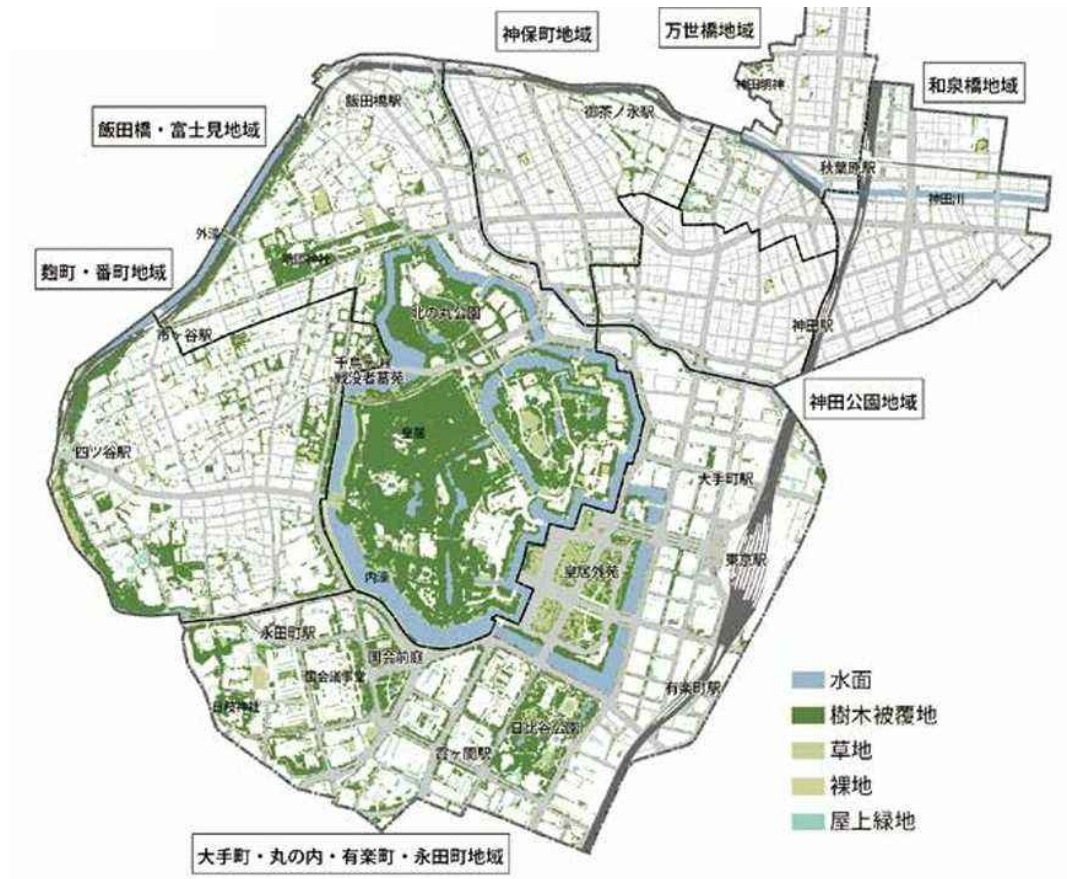 神保町地域
万世橋地域
和泉橋地域
飯田橋・富士見地域
麴町・番町地域
神田公園地域
大手町・丸の内・有楽町・永田町地域
飯田橋駅
御茶ノ水駅
神田明神
秋葉原駅
神田川
外濠
靖国神社
市ヶ谷駅
北の丸公園
神田駅
千鳥ヶ淵
戦没者墓苑
皇居
四ツ谷駅
大手町駅
東京駅
皇居外苑
内濠
永田町駅
国会前庭
国会議事堂
日枝神社
有楽町駅
日比谷公園
霞ヶ関駅
水面
樹木被覆地
草地
裸地
屋上緑地